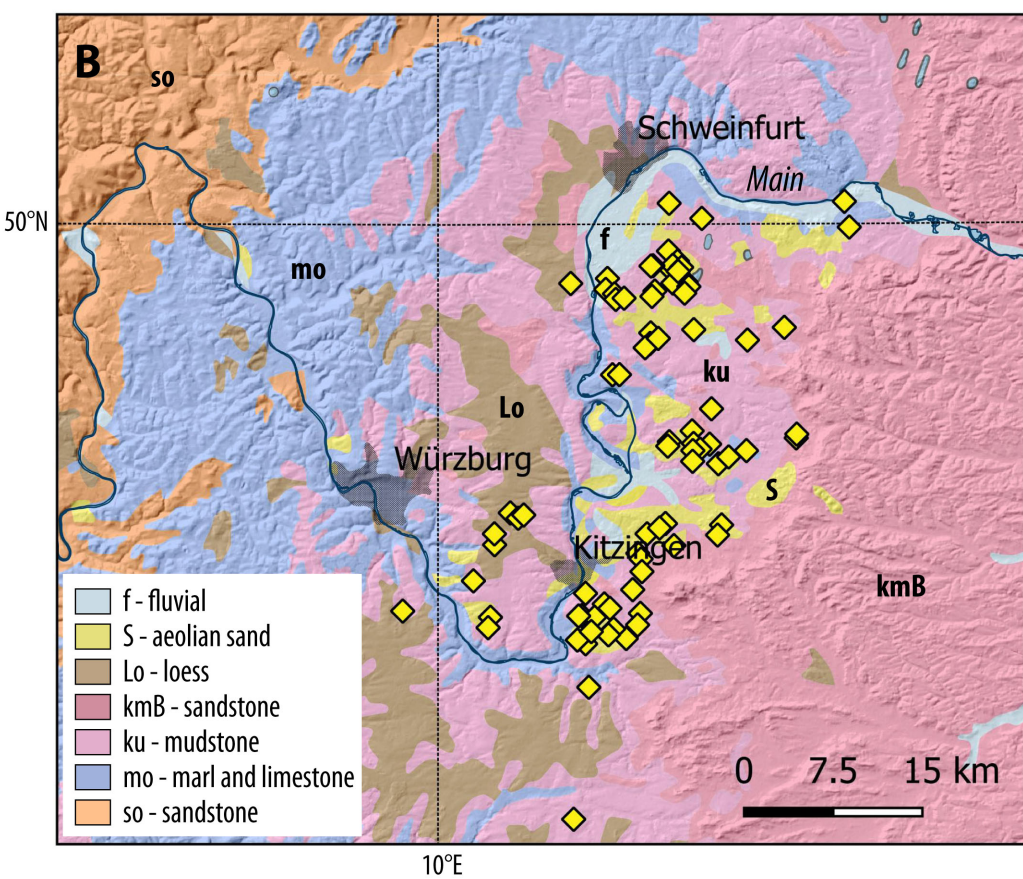 B
so
Schweinfurt
Main
50°N
f
mo
ku
Lo
Würzburg
S
Kitzingen
kmB
f - fluvial
S - aeolian sand
Lo - loess
kmB - sandstone
ku - mudstone
mo - marl and limestone
so - sandstone
0 7.5 15 km
10°E